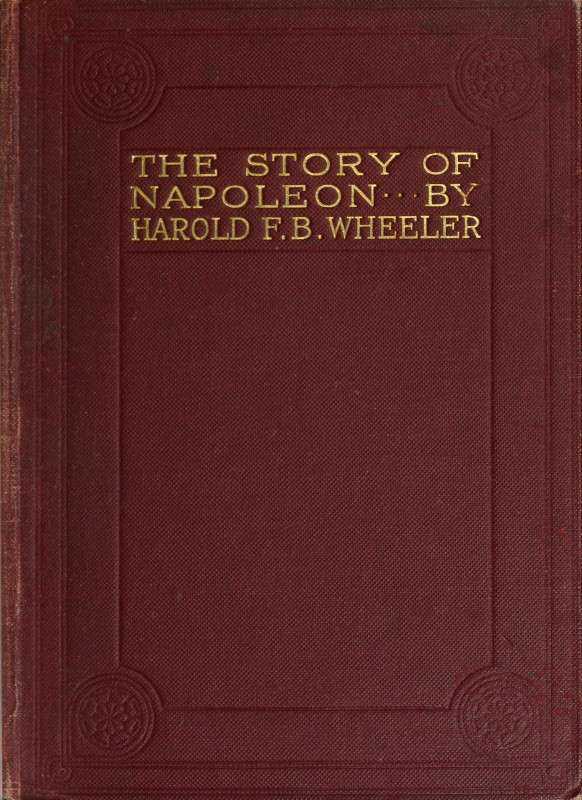 THE STORY OF
NAPOLEON ··· BY
HAROLD F. B. WHEELER